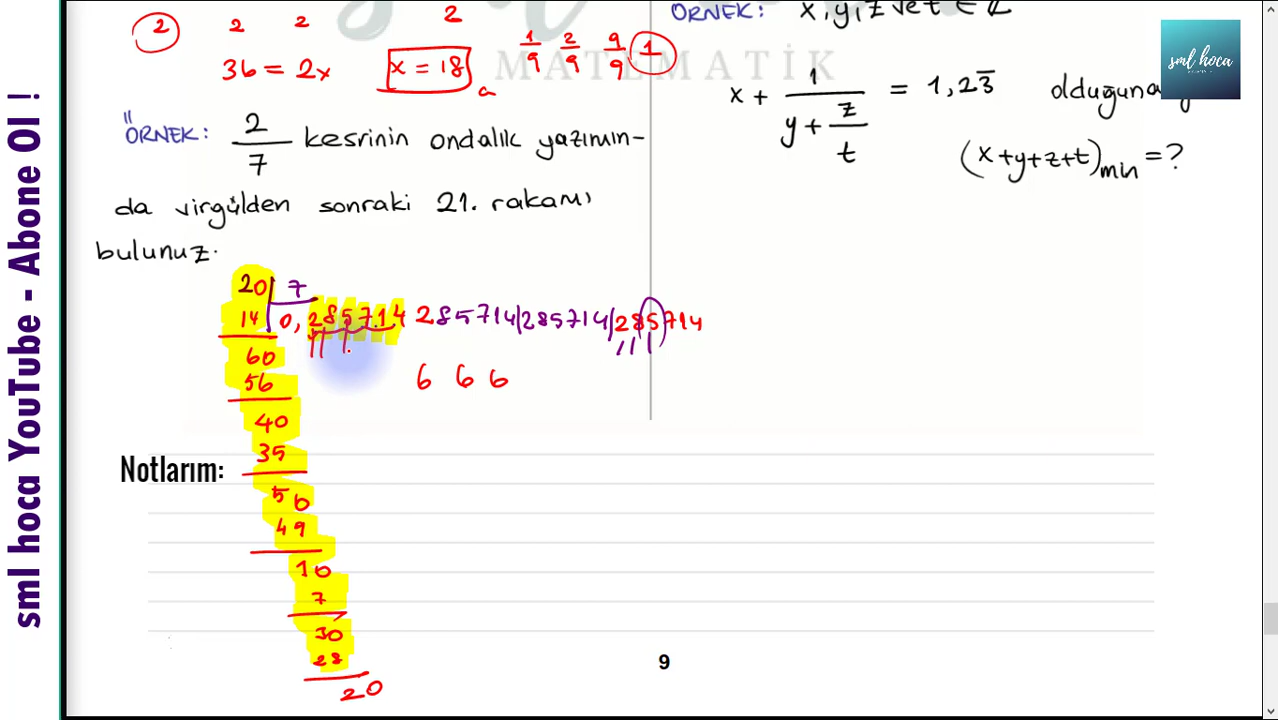 sml hoca YouTube - Abone Ol !
2 2 2 2
36 = 2x x = 18 a 1/9 2/9 9/9 1
MATEMATİK
ÖRNEK: 2/7 kesrinin ondalık yazımın-
da virgülden sonraki 21. rakamı
bulunuz.
20 | 7
14 0, 285714 285714/285714/285714
60
56 6 6 6
40
35
50
49
10
7
30
28
20
ÖRNEK: x, y, z ve t ∈ ℤ
x + 1/(y + z/t) = 1,23̅ olduğuna
(x+y+z+t)min = ?
sml hoca
Notlarım:
9